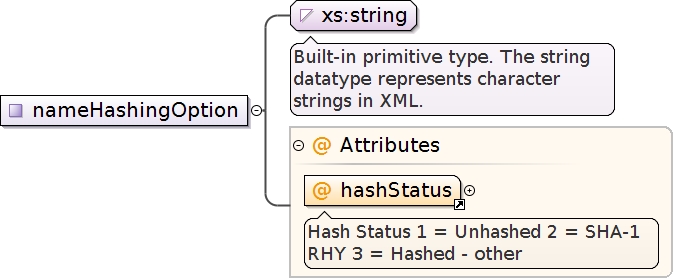 xs:string
Built-in primitive type. The string
datatype represents character
strings in XML.
nameHashingOption
@ Attributes
@ hashStatus
Hash Status 1 = Unhashed 2 = SHA-1
RHY 3 = Hashed - other